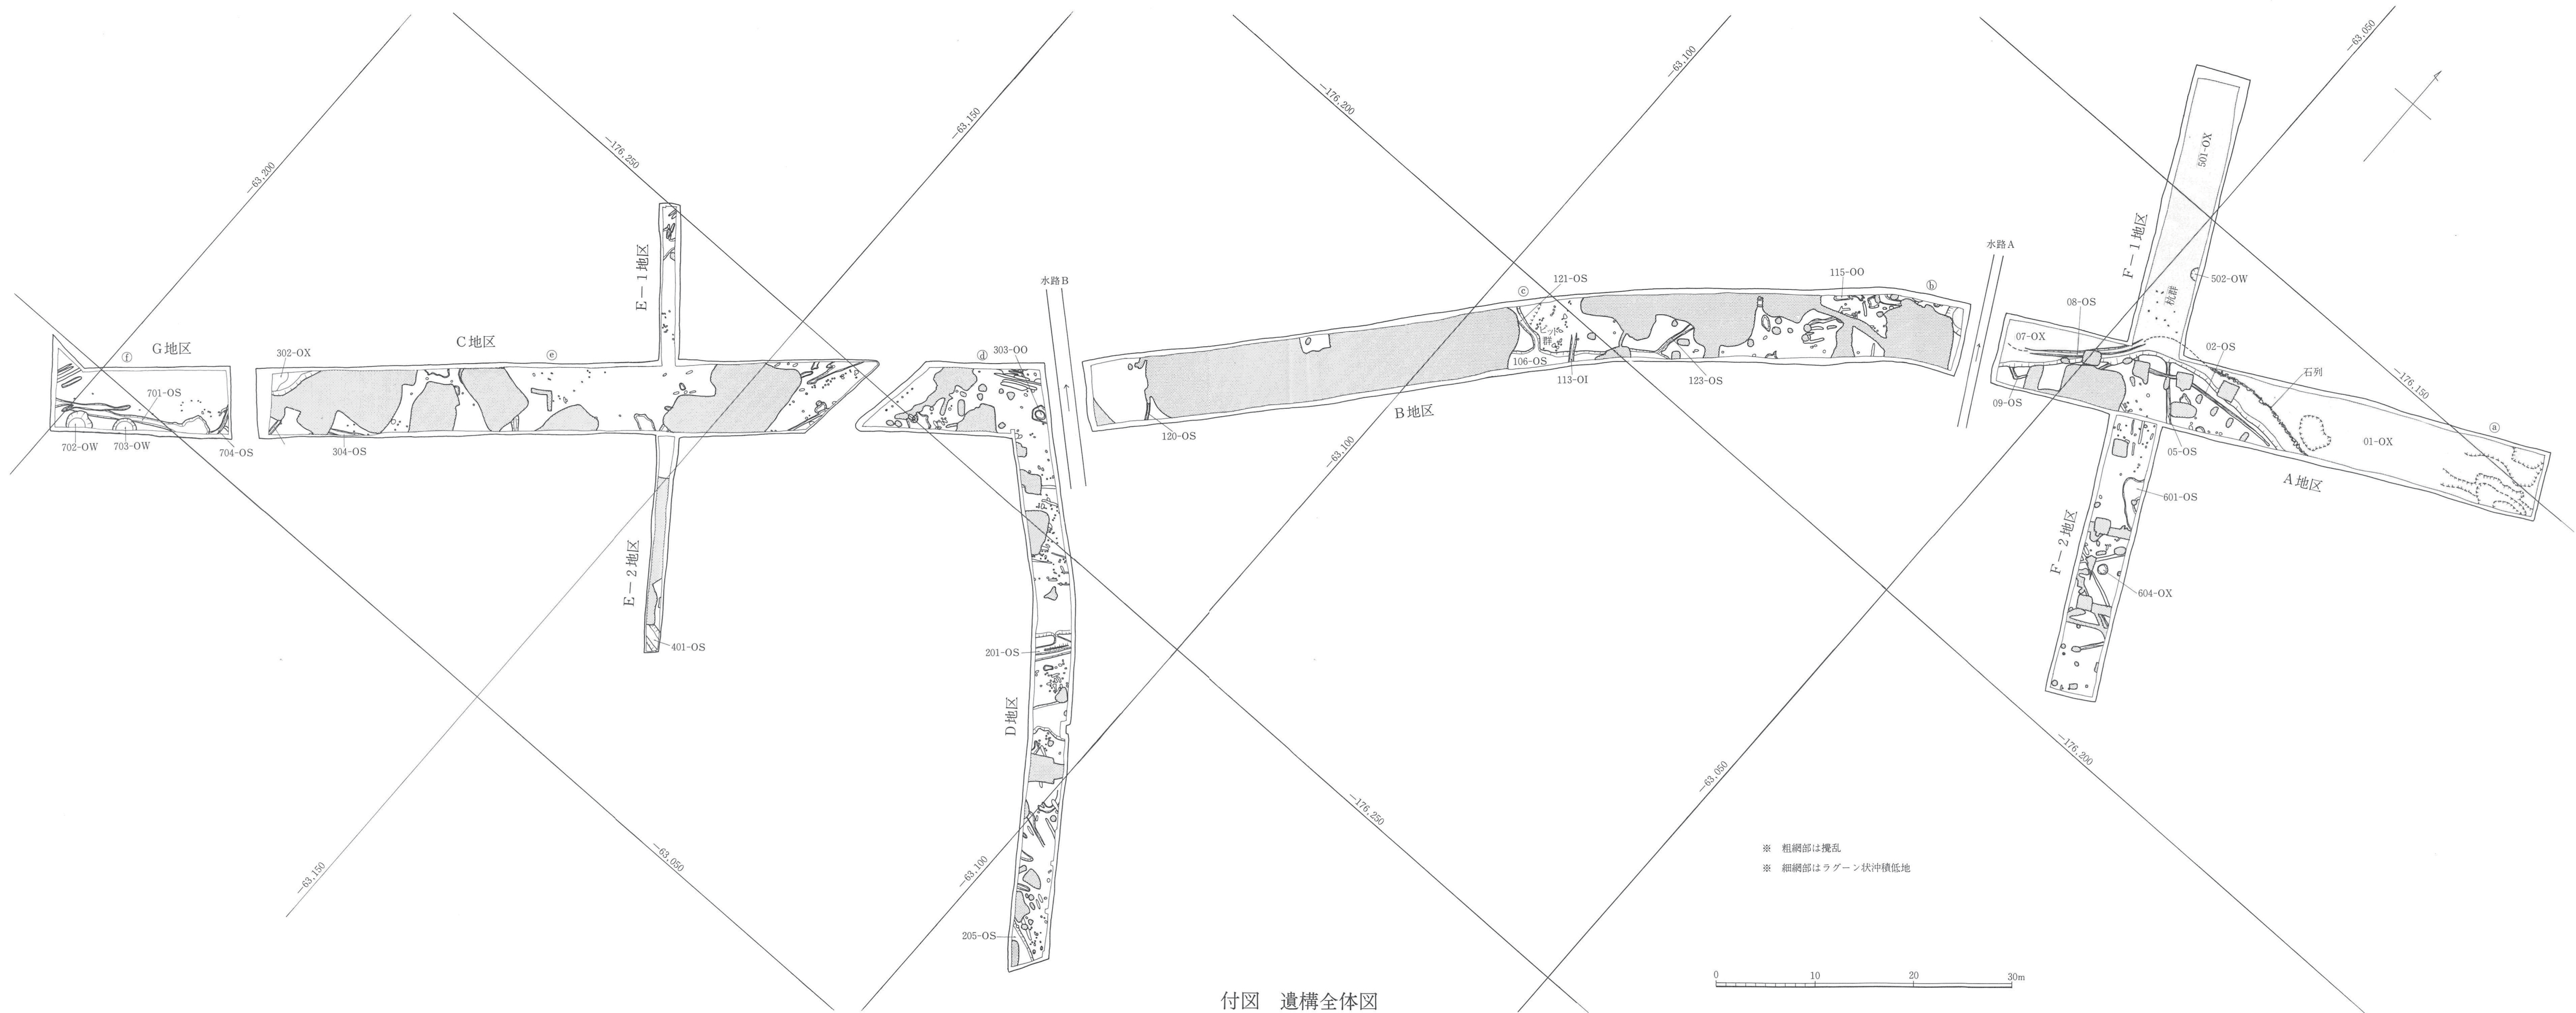 −63,200
−176,250
−63,150
−176,200
−63,100
−63,050
501-OX
F－1地区
502-OW
杭群
水路A
08-OS
07-OX
02-OS
石列
−176,150
ⓐ
01-OX
A地区
09-OS
05-OS
601-OS
F－2地区
604-OX
−176,200
−63,050
E－1地区
水路B
ⓒ
121-OS
115-OO
ⓑ
ピット群
106-OS
113-OI
123-OS
B地区
120-OS
−63,100
G地区
ⓕ
C地区
ⓔ
302-OX
ⓓ
303-OO
701-OS
702-OW
703-OW
704-OS
304-OS
E－2地区
401-OS
201-OS
D地区
205-OS
−176,250
−63,050
−63,150
−63,100
※　粗網部は攪乱
※　細網部はラグーン状沖積低地
0　10　20　30m
付図　遺構全体図